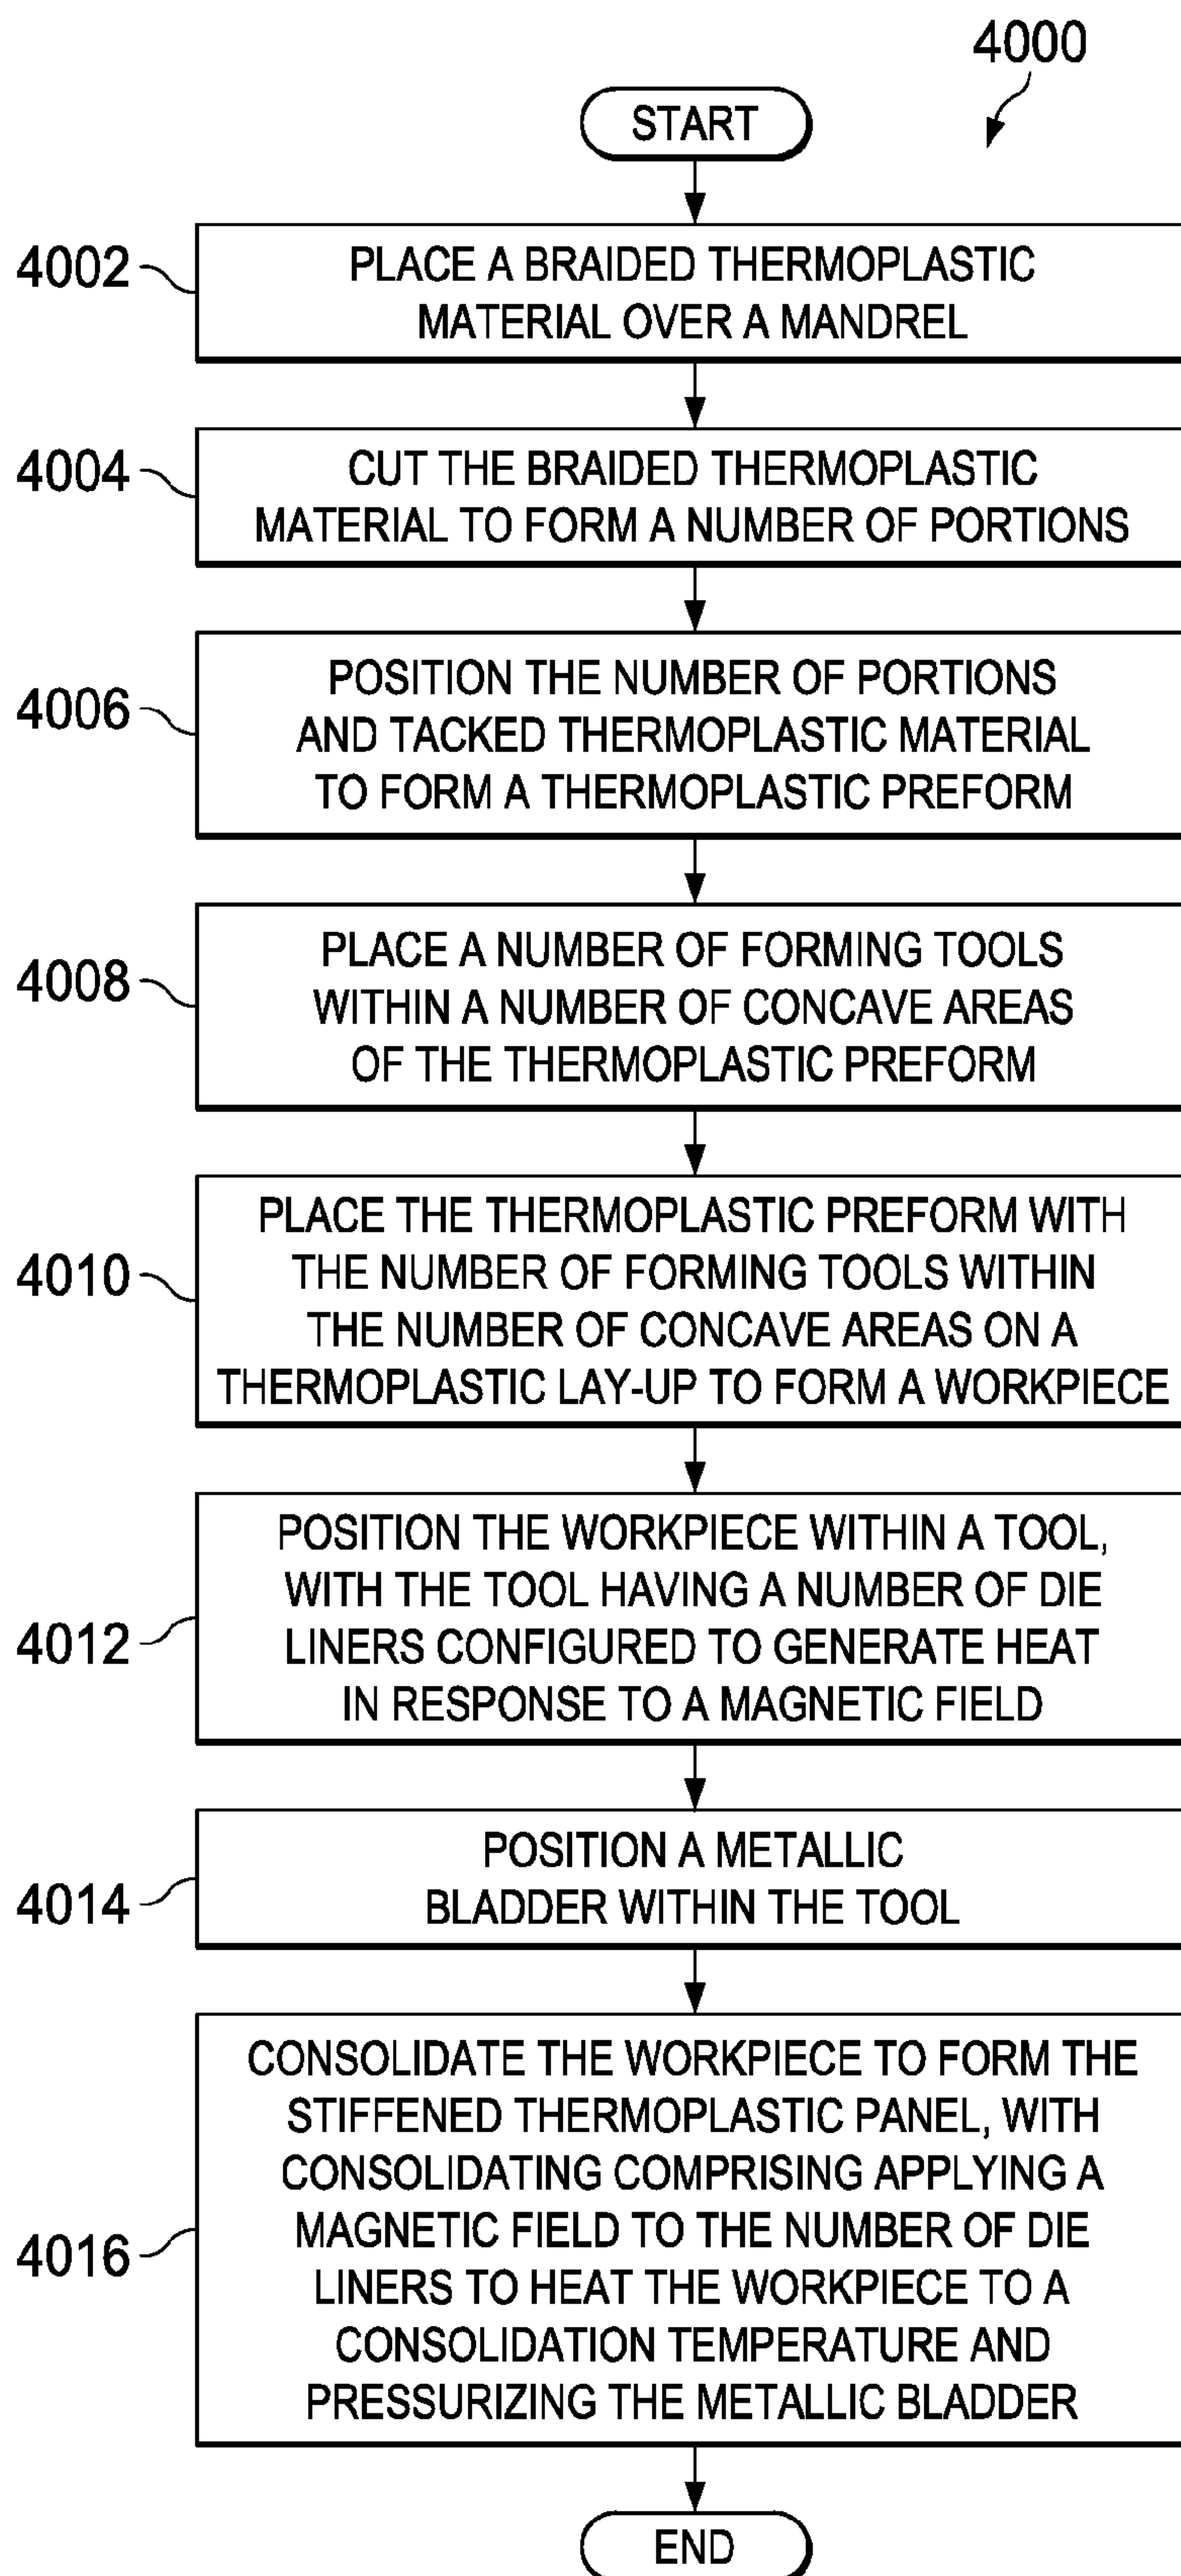 4000
START
4002
PLACE A BRAIDED THERMOPLASTIC
MATERIAL OVER A MANDREL
4004
CUT THE BRAIDED THERMOPLASTIC
MATERIAL TO FORM A NUMBER OF PORTIONS
4006
POSITION THE NUMBER OF PORTIONS
AND TACKED THERMOPLASTIC MATERIAL
TO FORM A THERMOPLASTIC PREFORM
4008
PLACE A NUMBER OF FORMING TOOLS
WITHIN A NUMBER OF CONCAVE AREAS
OF THE THERMOPLASTIC PREFORM
4010
PLACE THE THERMOPLASTIC PREFORM WITH
THE NUMBER OF FORMING TOOLS WITHIN
THE NUMBER OF CONCAVE AREAS ON A
THERMOPLASTIC LAY-UP TO FORM A WORKPIECE
4012
POSITION THE WORKPIECE WITHIN A TOOL,
WITH THE TOOL HAVING A NUMBER OF DIE
LINERS CONFIGURED TO GENERATE HEAT
IN RESPONSE TO A MAGNETIC FIELD
4014
POSITION A METALLIC
BLADDER WITHIN THE TOOL
4016
CONSOLIDATE THE WORKPIECE TO FORM THE
STIFFENED THERMOPLASTIC PANEL, WITH
CONSOLIDATING COMPRISING APPLYING A
MAGNETIC FIELD TO THE NUMBER OF DIE
LINERS TO HEAT THE WORKPIECE TO A
CONSOLIDATION TEMPERATURE AND
PRESSURIZING THE METALLIC BLADDER
END